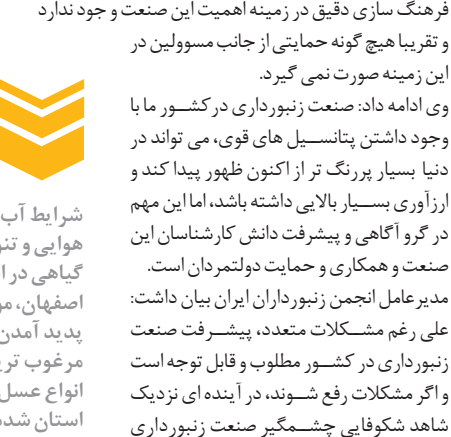 فرهنگ سازی دقیق در زمینه اهمیت این صنعت و جود ندارد
و تقریبا هیچ گونه حمایتی از جانب مسوولین در
این زمینه صورت نمی گیرد.
وی ادامه داد: صنعت زنبورداری در کشور ما با
وجود داشتن پتانسیل های قوی، می تواند در
دنیا بسیار پررنگ تر از اکنون ظهور پیدا کند و
ارزآوری بسیار بالایی داشته باشد، اما این مهم
در گرو آگاهی و پیشرفت دانش کارشناسان این
صنعت و همکاری و حمایت دولتمردان است.
مدیرعامل انجمن زنبورداران ایران بیان داشت:
علی رغم مشکلات متعدد، پیشرفت صنعت
زنبورداری در کشور مطلوب و قابل توجه است
و اگر مشکلات رفع شوند، در آینده ای نزدیک
شاهد شکوفایی چشمگیر صنعت زنبورداری
شرایط آب
هوایی و
گیاهی در
اصفهان،
پدید آمدن
مرغوب
انواع عسل
استان